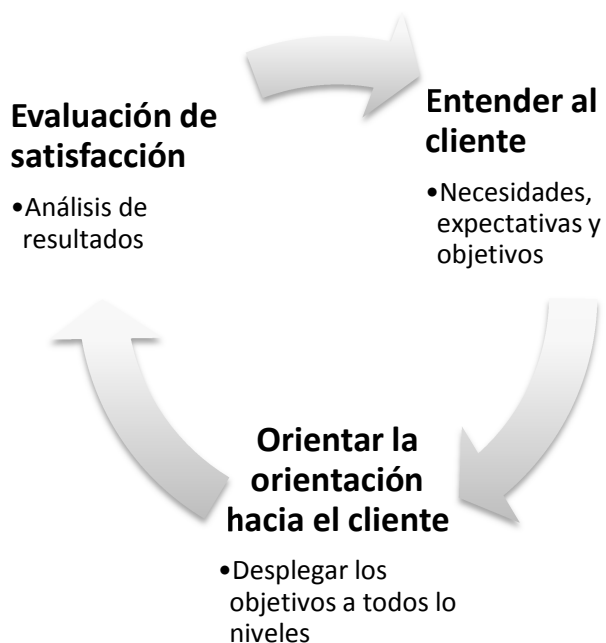 Evaluación de
satisfacción
•Análisis de
resultados
Entender al
cliente
•Necesidades,
expectativas y
objetivos
Orientar la
orientación
hacia el cliente
•Desplegar los
objetivos a todos lo
niveles